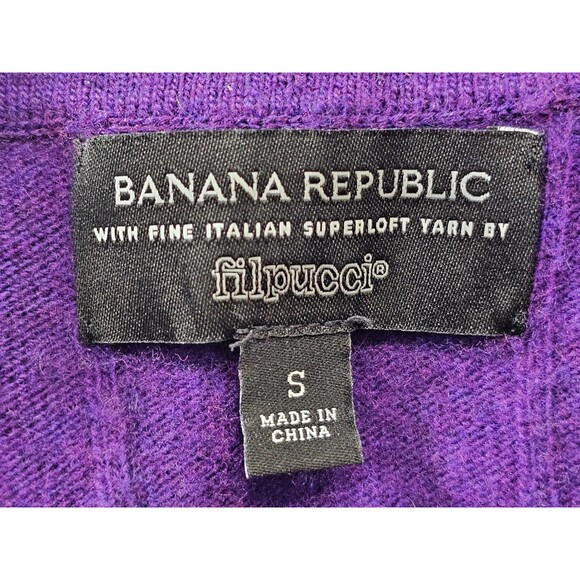 BANANA REPUBLIC
WITH FINE ITALIAN SUPERLOFT YARN BY
filpucci®
S
MADE IN
CHINA